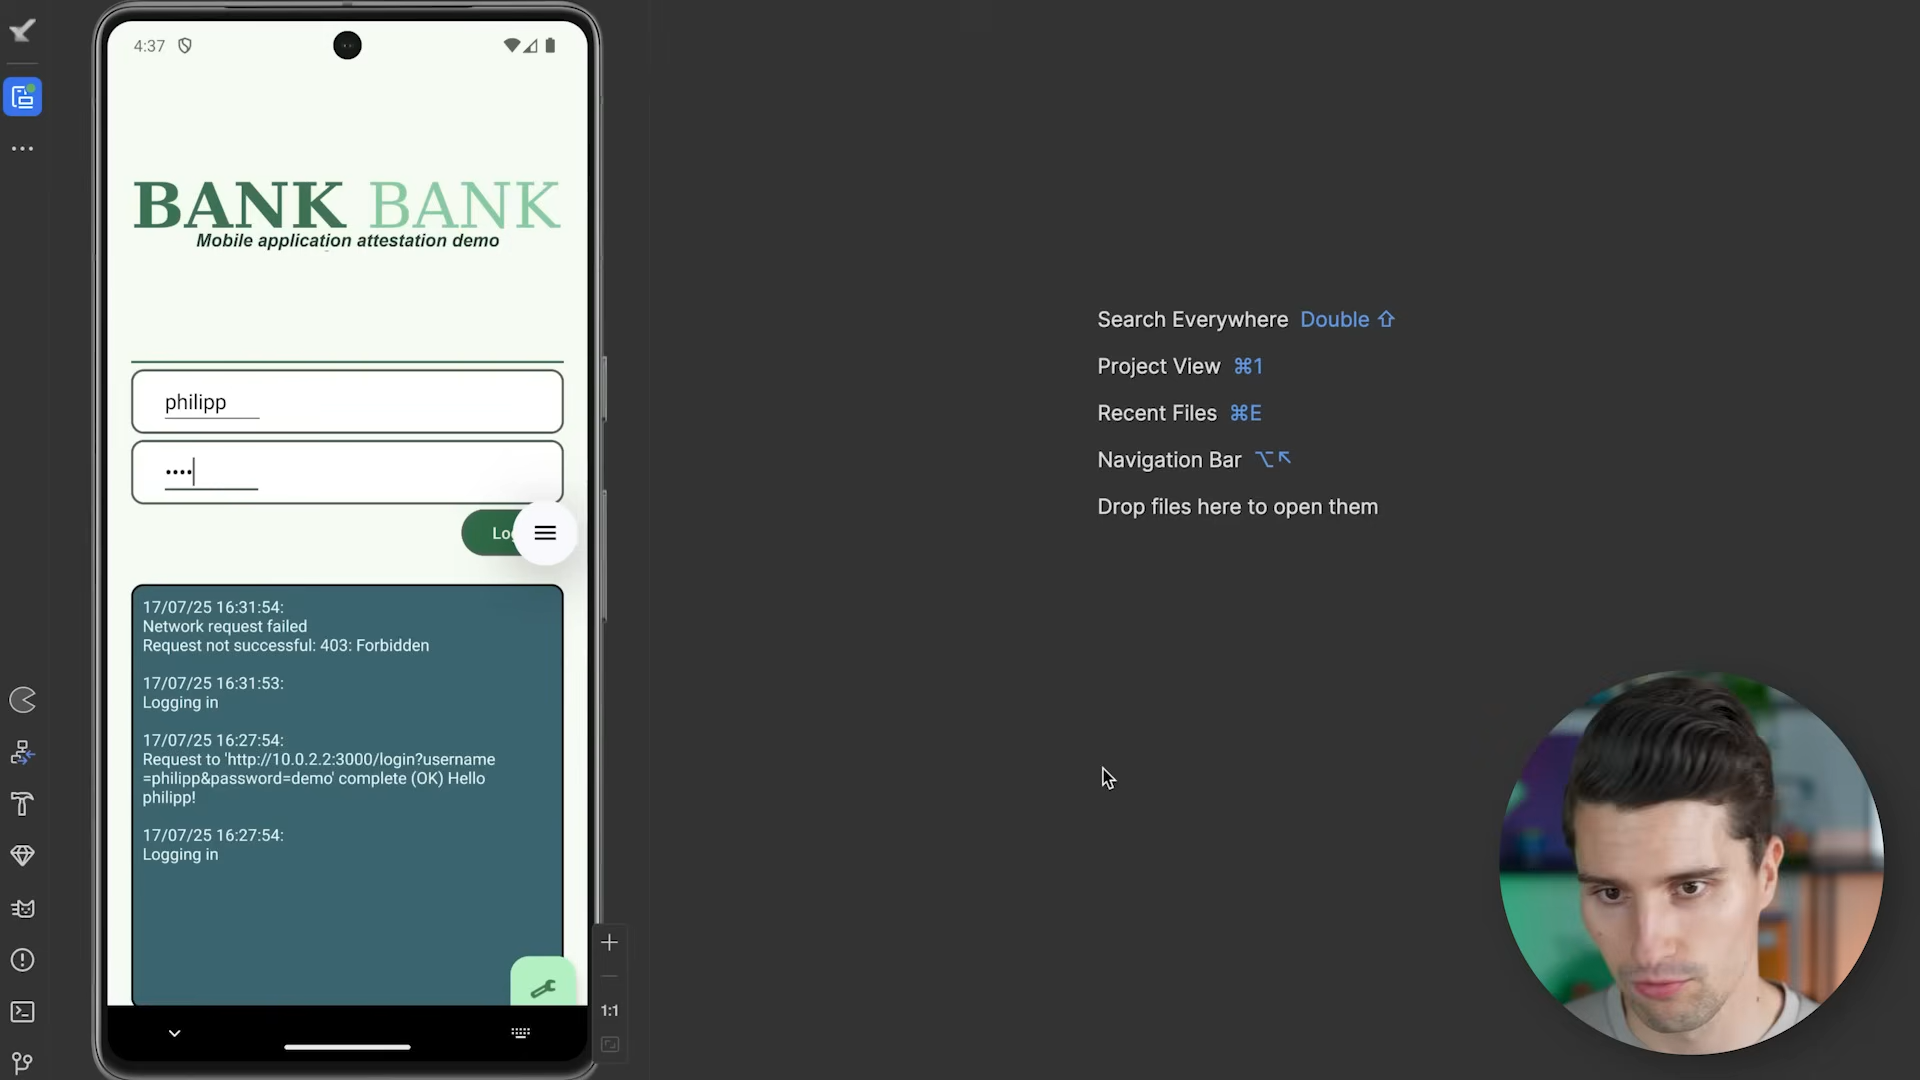 4:37
BANK BANK
Mobile application attestation demo
philipp
••••
Lo
17/07/25 16:31:54:
Network request failed
Request not successful: 403: Forbidden
17/07/25 16:31:53:
Logging in
17/07/25 16:27:54:
Request to 'http://10.0.2.2:3000/login?username
=philipp&password=demo' complete (OK) Hello
philipp!
17/07/25 16:27:54:
Logging in
1:1
Search Everywhere Double ⇧
Project View ⌘1
Recent Files ⌘E
Navigation Bar ⌥↖
Drop files here to open them